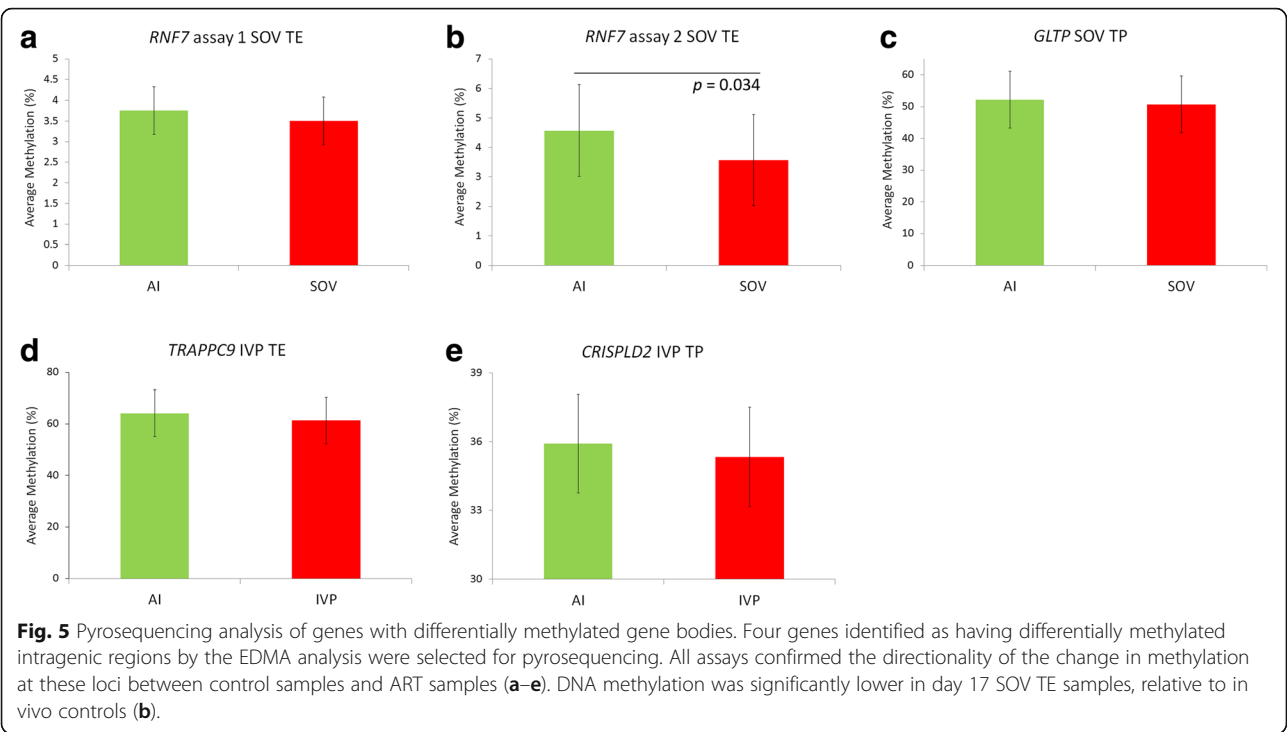 a
RNF7 assay 1 SOV TE
Average Methylation (%)
5
4.5
4
3.5
3
2.5
2
1.5
1
0.5
0
AI
SOV
b
RNF7 assay 2 SOV TE
Average Methylation (%)
7
6
5
4
3
2
1
0
p = 0.034
AI
SOV
c
GLTP SOV TP
Average Methylation (%)
60
50
40
30
20
10
0
AI
SOV
d
TRAPPC9 IVP TE
Average Methylation (%)
80
60
40
20
0
AI
IVP
e
CRISPLD2 IVP TP
Average Methylation (%)
39
36
33
30
AI
IVP
Fig. 5 Pyrosequencing analysis of genes with differentially methylated gene bodies. Four genes identified as having differentially methylated
intragenic regions by the EDMA analysis were selected for pyrosequencing. All assays confirmed the directionality of the change in methylation
at these loci between control samples and ART samples (a–e). DNA methylation was significantly lower in day 17 SOV TE samples, relative to in
vivo controls (b).